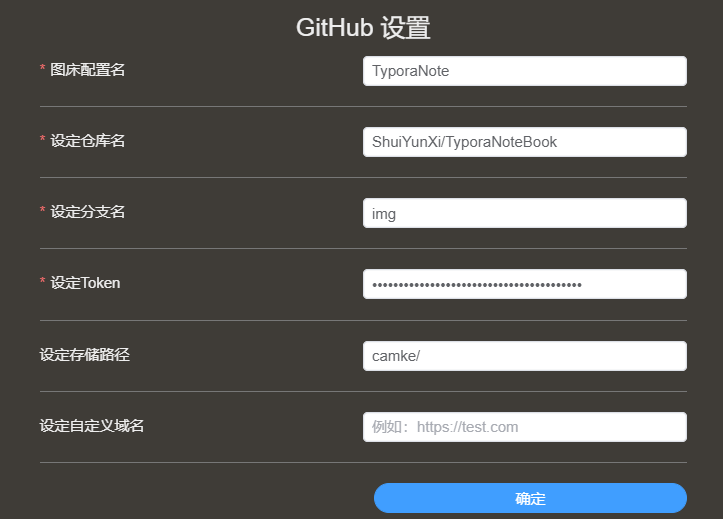 GitHub 设置
* 图床配置名
TyporaNote
* 设定仓库名
ShuiYunXi/TyporaNoteBook
* 设定分支名
img
* 设定Token
••••••••••••••••••••••••••••••••••••••••
设定存储路径
camke/
设定自定义域名
例如：https://test.com
确定